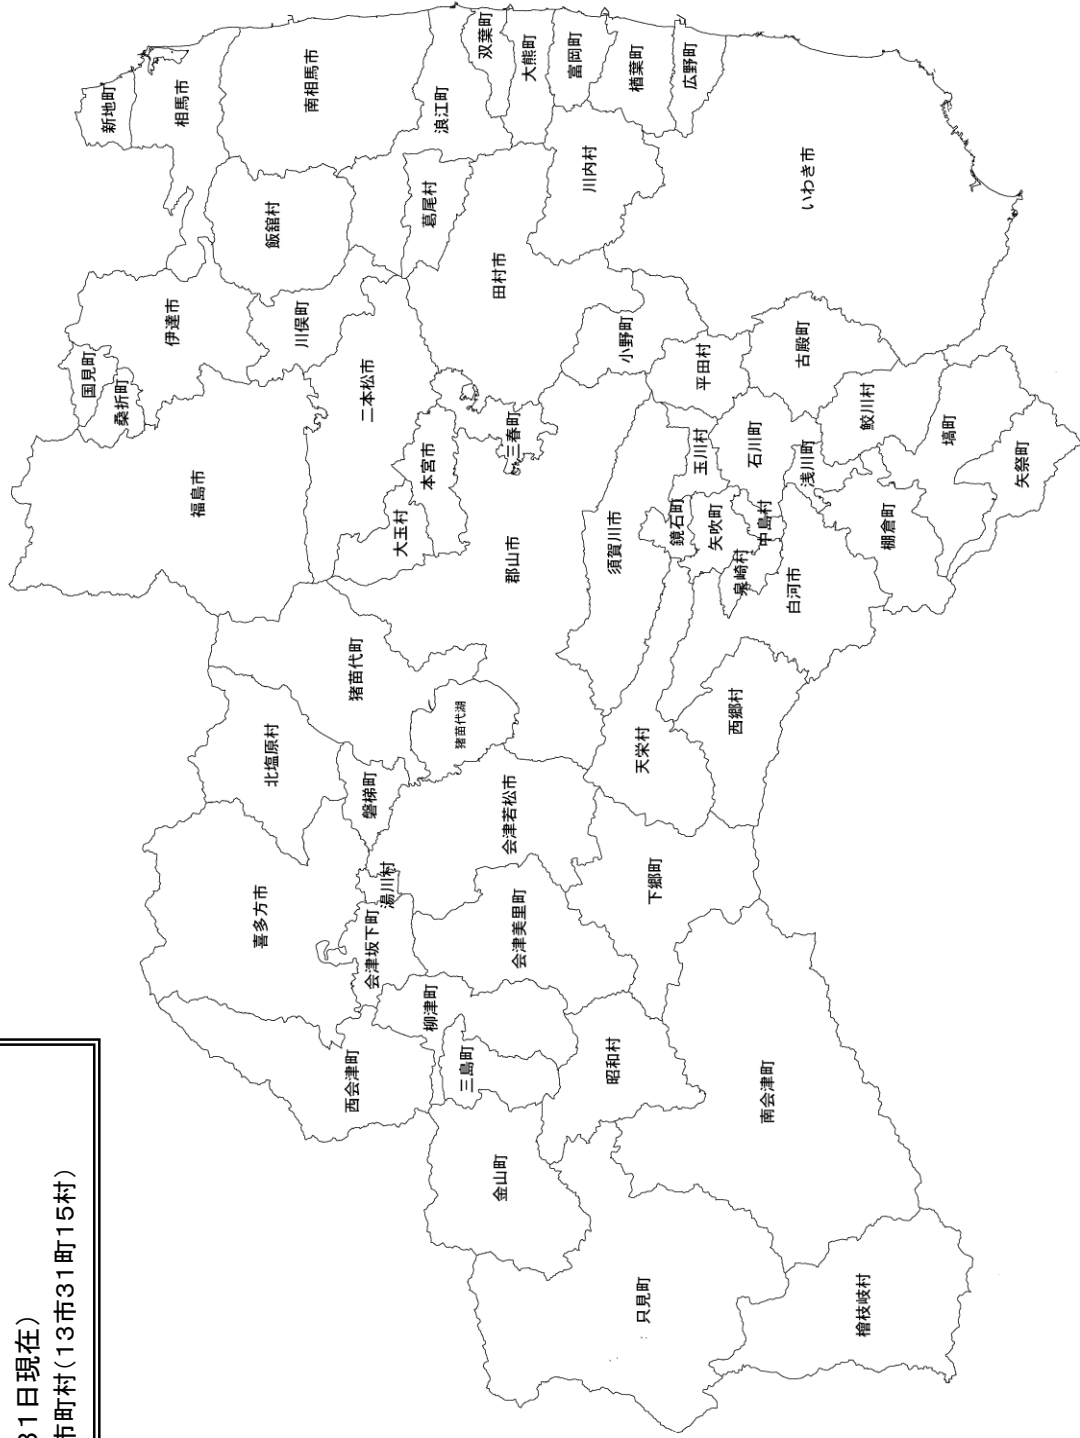 31日現在）
市町村（13市31町15村）
新地町
相馬市
南相馬市
浪江町
双葉町
大熊町
富岡町
楢葉町
広野町
いわき市
飯舘村
葛尾村
川内村
田村市
伊達市
国見町
桑折町
川俣町
二本松市
小野町
平田村
古殿町
鮫川村
塙町
矢祭町
福島市
本宮市
大玉村
三春町
郡山市
須賀川市
鏡石町
玉川村
石川町
浅川町
矢吹町
中島村
泉崎村
白河市
棚倉町
西郷村
天栄村
猪苗代町
猪苗代湖
北塩原村
磐梯町
会津若松市
下郷町
喜多方市
湯川村
会津坂下町
会津美里町
柳津町
三島町
西会津町
昭和村
南会津町
金山町
只見町
檜枝岐村